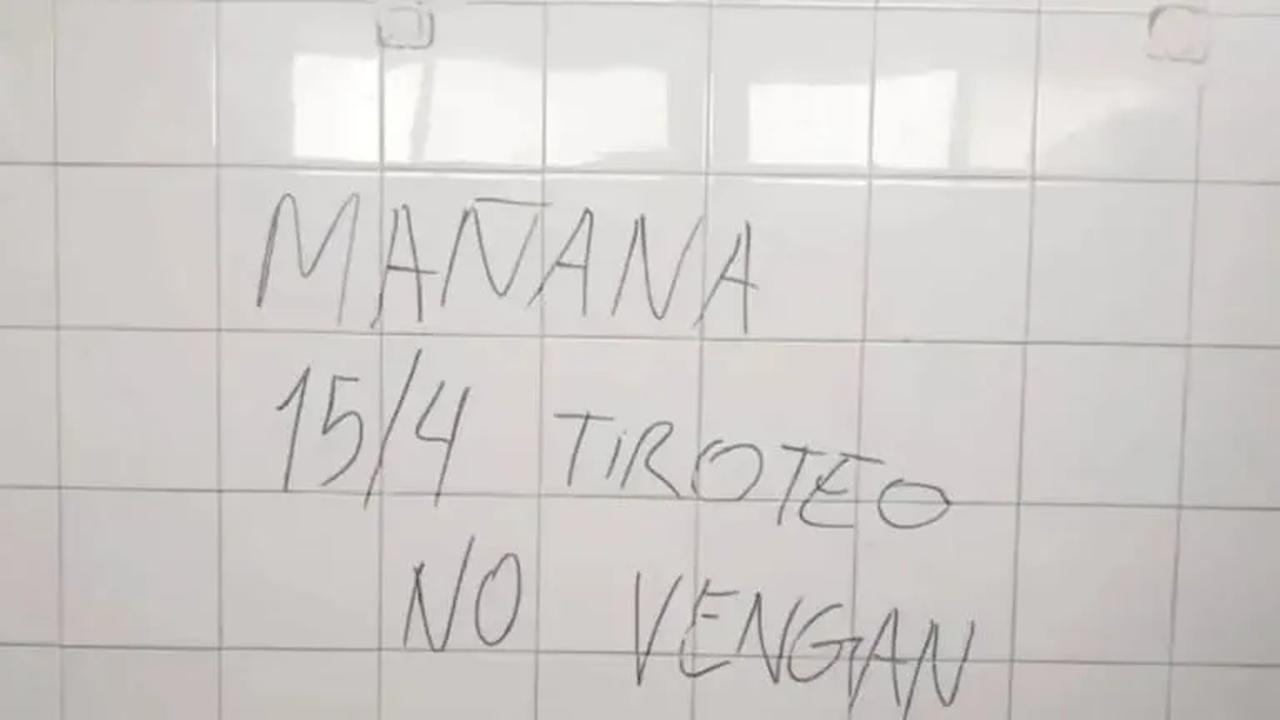 MAÑANA
15/4 TIROTEO
NO VENGAN